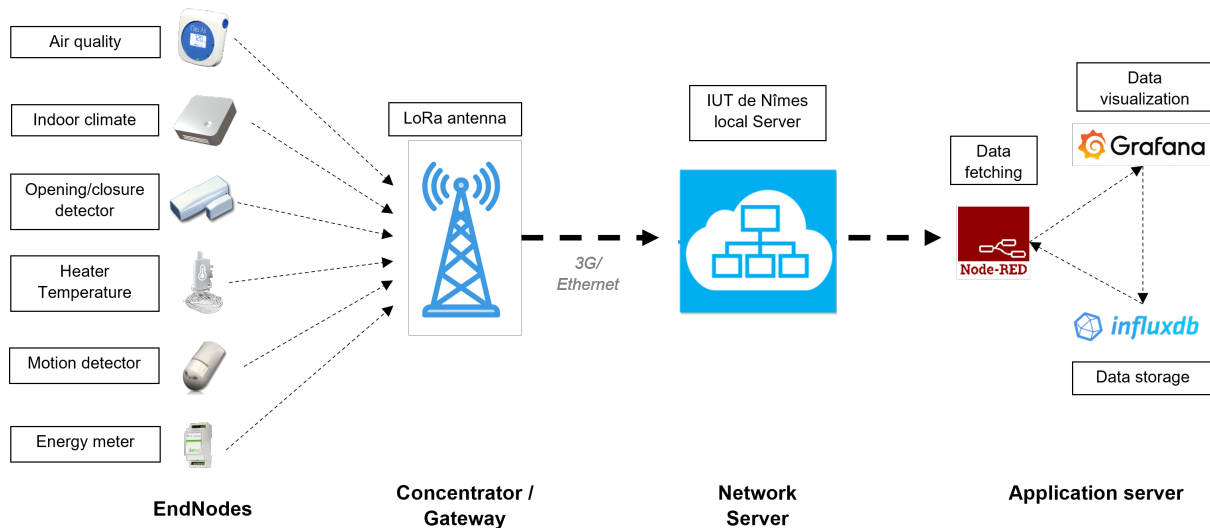 Air quality
Indoor climate
Opening/closure
detector
Heater
Temperature
Motion detector
Energy meter
EndNodes
LoRa antenna
3G/
Ethernet
Concentrator /
Gateway
IUT de Nîmes
local Server
Network
Server
Data
fetching
Node-RED
Data
visualization
Grafana
influxdb
Data storage
Application server